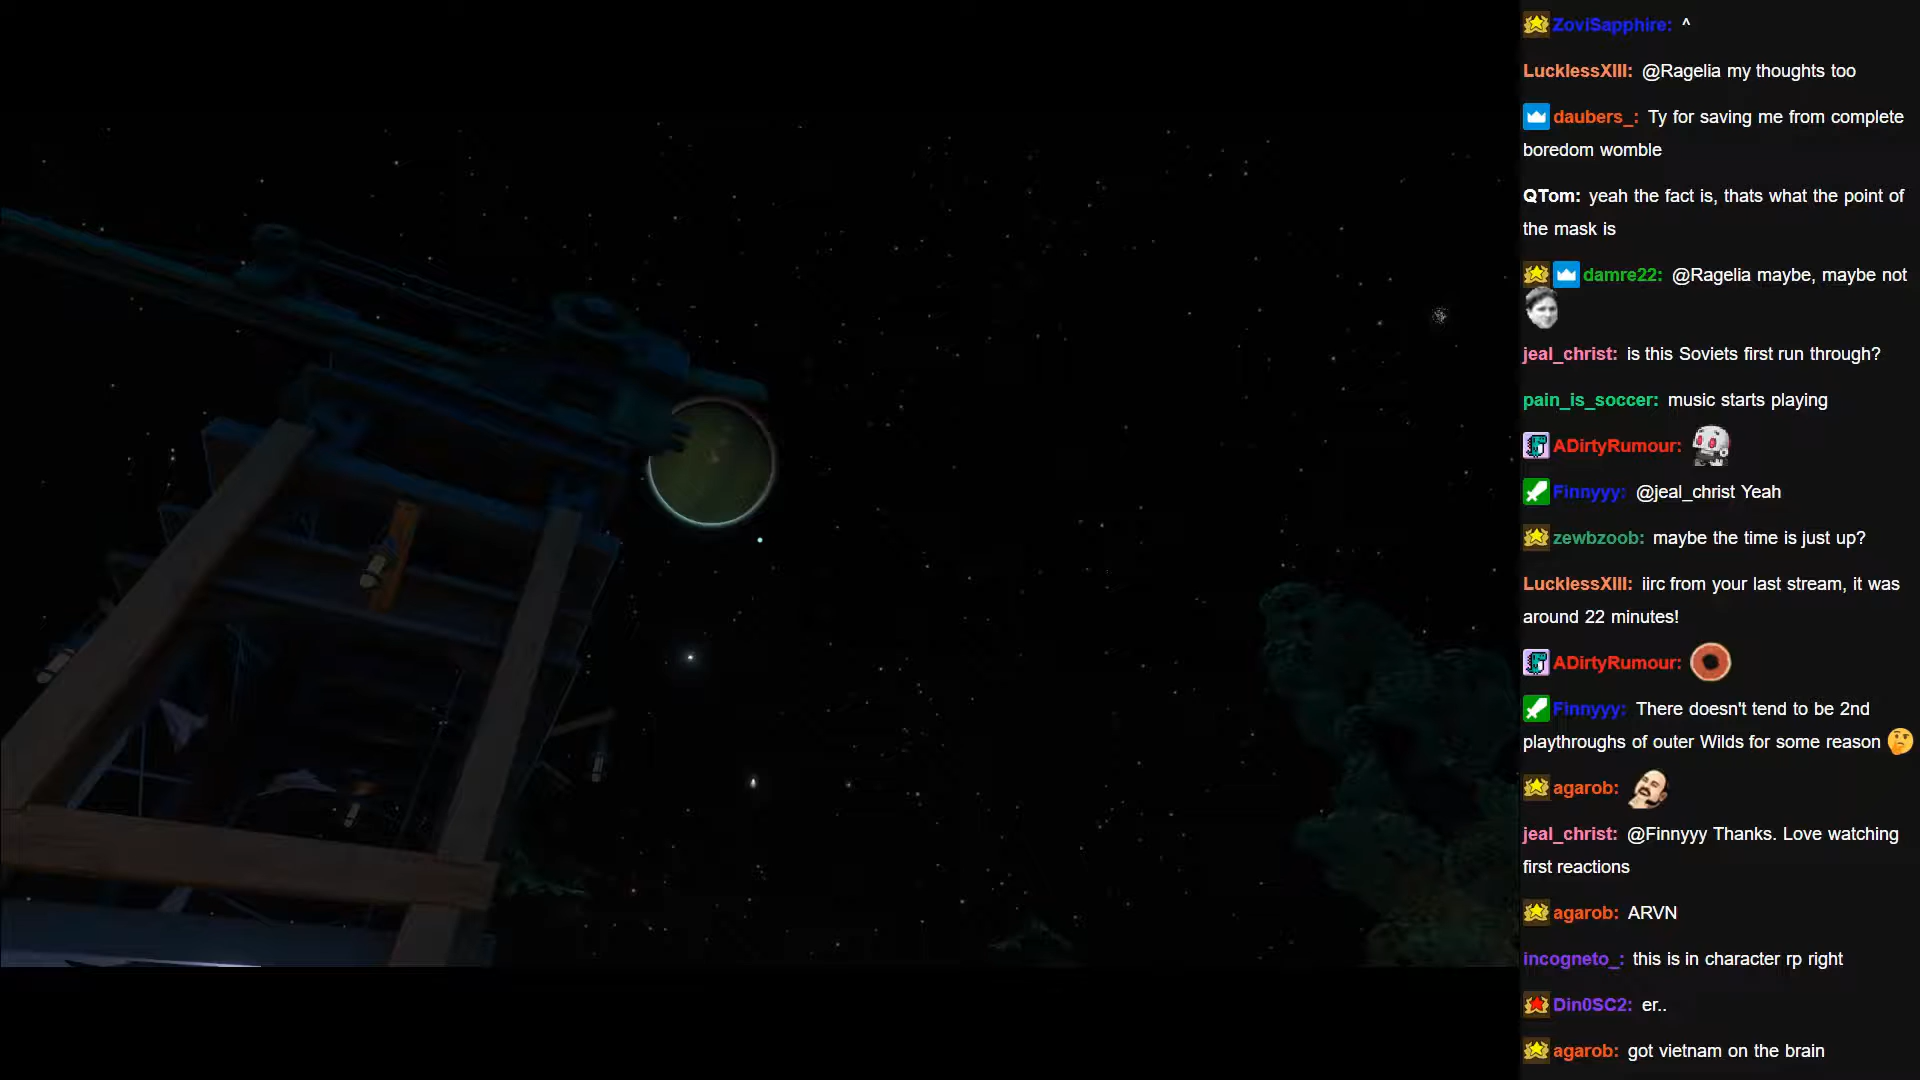 ZoviSapphire: ^
LucklessXIII: @Ragelia my thoughts too
daubers_: Ty for saving me from complete
boredom womble
QTom: yeah the fact is, thats what the point of
the mask is
damre22: @Ragelia maybe, maybe not
jeal_christ: is this Soviets first run through?
pain_is_soccer: music starts playing
ADirtyRumour:
Finnyyy: @jeal_christ Yeah
zewbzoob: maybe the time is just up?
LucklessXIII: iirc from your last stream, it was
around 22 minutes!
ADirtyRumour:
Finnyyy: There doesn't tend to be 2nd
playthroughs of outer Wilds for some reason
agarob:
jeal_christ: @Finnyyy Thanks. Love watching
first reactions
agarob: ARVN
incogneto_: this is in character rp right
Din0SC2: er..
agarob: got vietnam on the brain